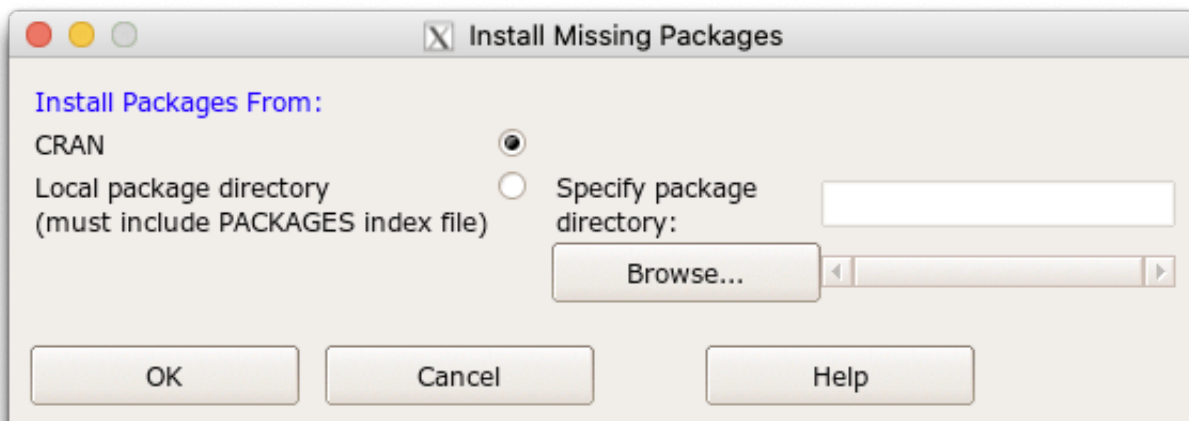 Install Missing Packages
Install Packages From:
CRAN
Local package directory
(must include PACKAGES index file)
Specify package
directory:
Browse...
OK
Cancel
Help